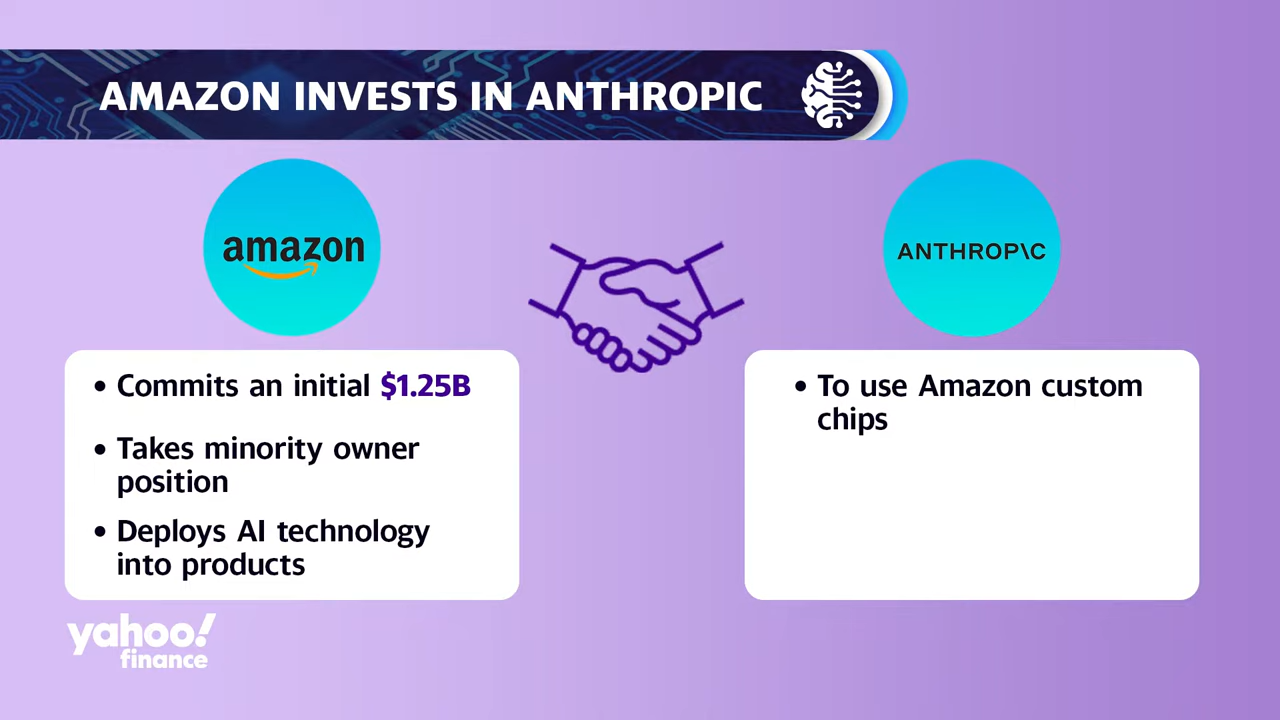 AMAZON INVESTS IN ANTHROPIC
amazon
ANTHROP\C
• Commits an initial $1.25B
• Takes minority owner
position
• Deploys AI technology
into products
• To use Amazon custom
chips
yahoo!
finance